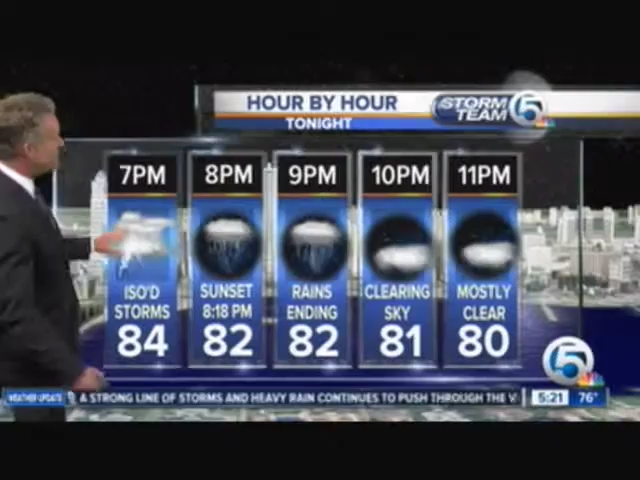 HOUR BY HOUR
TONIGHT
STORM
TEAM
5
7PM
8PM
9PM
10PM
11PM
ISO'D
STORMS
84
SUNSET
8:18 PM
82
RAINS
ENDING
82
CLEARING
SKY
81
MOSTLY
CLEAR
80
5
WEATHER UPDATE
A STRONG LINE OF STORMS AND HEAVY RAIN CONTINUES TO PUSH THROUGH THE
5:21
76°